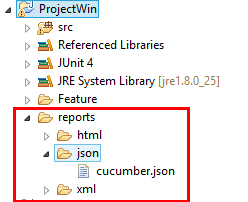 ProjectWin
src
Referenced Libraries
JUnit 4
JRE System Library [jre1.8.0_25]
Feature
reports
html
json
cucumber.json
xml